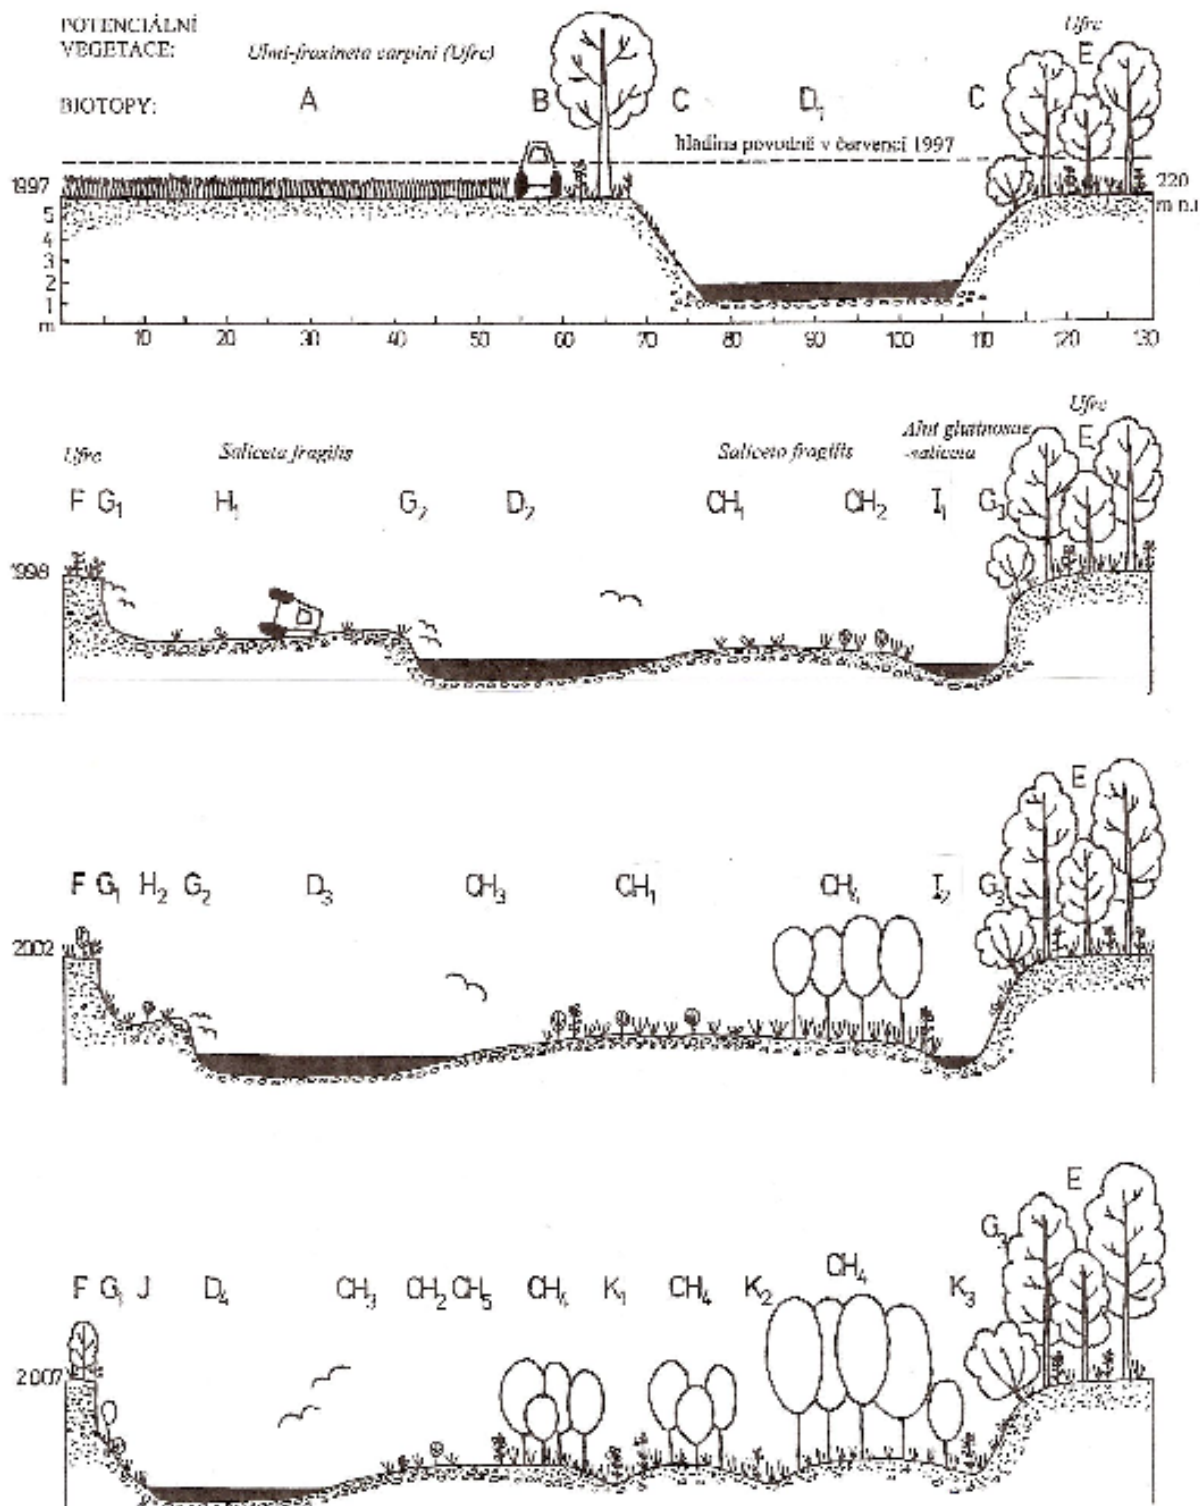 POTENCIÁLNÍ
VEGETACE:
Ulmi-fraxineta carpini (Ufrc)
Ufrc
BIOTOPY:
A B C D₁ C E
hladina povodně v červenci 1997
1997
220
m n.
5
4
3
2
1
m
10 20 30 40 50 60 70 80 90 100 110 120 130
Ufrc
Ufrc Saliceta fragilis Saliceta fragilis Alni glutinosae
-saliceta
E
F G₁ H₁ G₂ D₂ CH₁ CH₂ I₁ G₃
1998
E
F G₁ H₂ G₂ D₃ CH₃ CH₁ CH₄ I₂ G₃
2002
E
G₃
CH₄
F G₁ J D₄ CH₃ CH₂ CH₅ CH₄ K₁ CH₄ K₂ K₃
2007